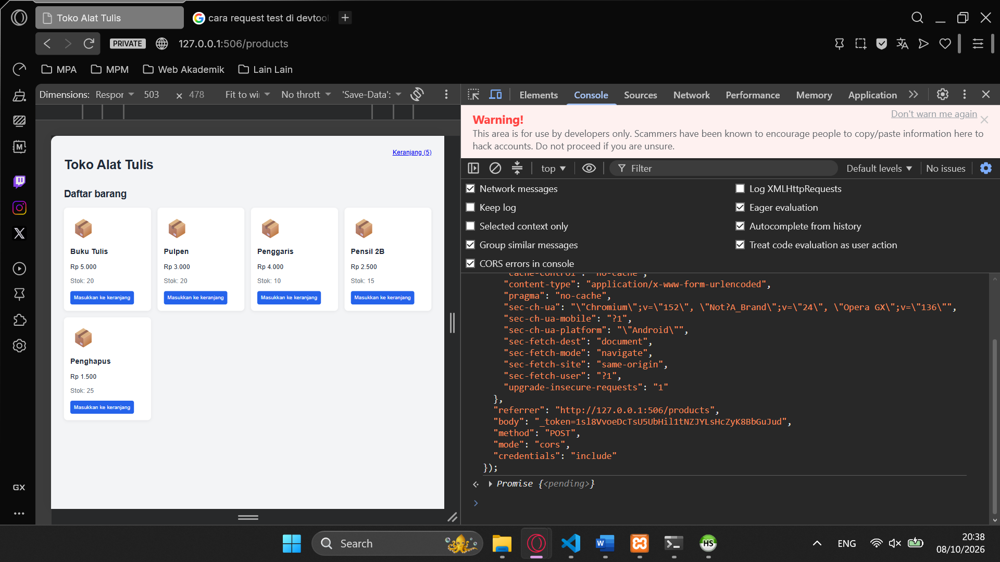 Toko Alat Tulis
cara request test di devtool
PRIVATE
127.0.0.1:506/products
MPA
MPM
Web Akademik
Lain Lain
Dimensions: Respor 503 × 478 Fit to wi No thrott 'Save-Data':
Elements Console Sources Network Performance Memory Application
Warning!
Don't warn me again
This area is for use by developers only. Scammers have been known to encourage people to copy/paste information here to
hack accounts. Do not proceed if you are unsure.
top
Filter
Default levels
No issues
Network messages
Log XMLHttpRequests
Keep log
Eager evaluation
Selected context only
Autocomplete from history
Group similar messages
Treat code evaluation as user action
CORS errors in console
"cache-control": "no-cache",
"content-type": "application/x-www-form-urlencoded",
"pragma": "no-cache",
"sec-ch-ua": "\"Chromium\";v=\"152\", \"Not?A_Brand\";v=\"24\", \"Opera GX\";v=\"136\"",
"sec-ch-ua-mobile": "?1",
"sec-ch-ua-platform": "\"Android\"",
"sec-fetch-dest": "document",
"sec-fetch-mode": "navigate",
"sec-fetch-site": "same-origin",
"sec-fetch-user": "?1",
"upgrade-insecure-requests": "1"
},
"referrer": "http://127.0.0.1:506/products",
"body": "_token=1sl8VvoeDcTsU5UbHil1tNZJYLsHcZyK8BbGuJud",
"method": "POST",
"mode": "cors",
"credentials": "include"
});
Promise {<pending>}
Keranjang (5)
Toko Alat Tulis
Daftar barang
Buku Tulis
Rp 5.000
Stok: 20
Masukkan ke keranjang
Pulpen
Rp 3.000
Stok: 20
Masukkan ke keranjang
Penggaris
Rp 4.000
Stok: 10
Masukkan ke keranjang
Pensil 2B
Rp 2.500
Stok: 15
Masukkan ke keranjang
Penghapus
Rp 1.500
Stok: 25
Masukkan ke keranjang
M
GX
Search
W
HS
ENG
20:38
08/10/2026